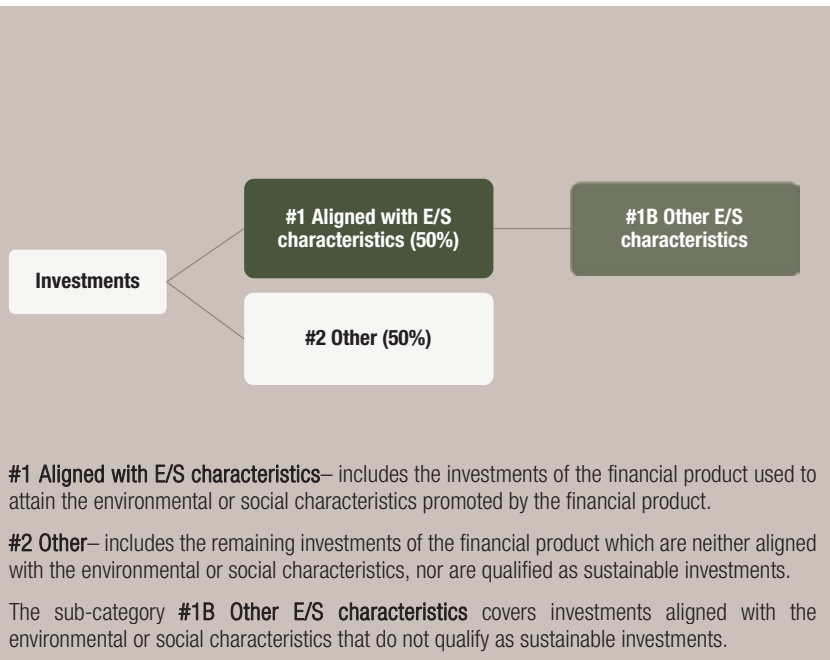 #1 Aligned with E/S
characteristics (50%)
#1B Other E/S
characteristics
Investments
#2 Other (50%)
#1 Aligned with E/S characteristics– includes the investments of the financial product used to
attain the environmental or social characteristics promoted by the financial product.
#2 Other– includes the remaining investments of the financial product which are neither aligned
with the environmental or social characteristics, nor are qualified as sustainable investments.
The sub-category #1B Other E/S characteristics covers investments aligned with the
environmental or social characteristics that do not qualify as sustainable investments.